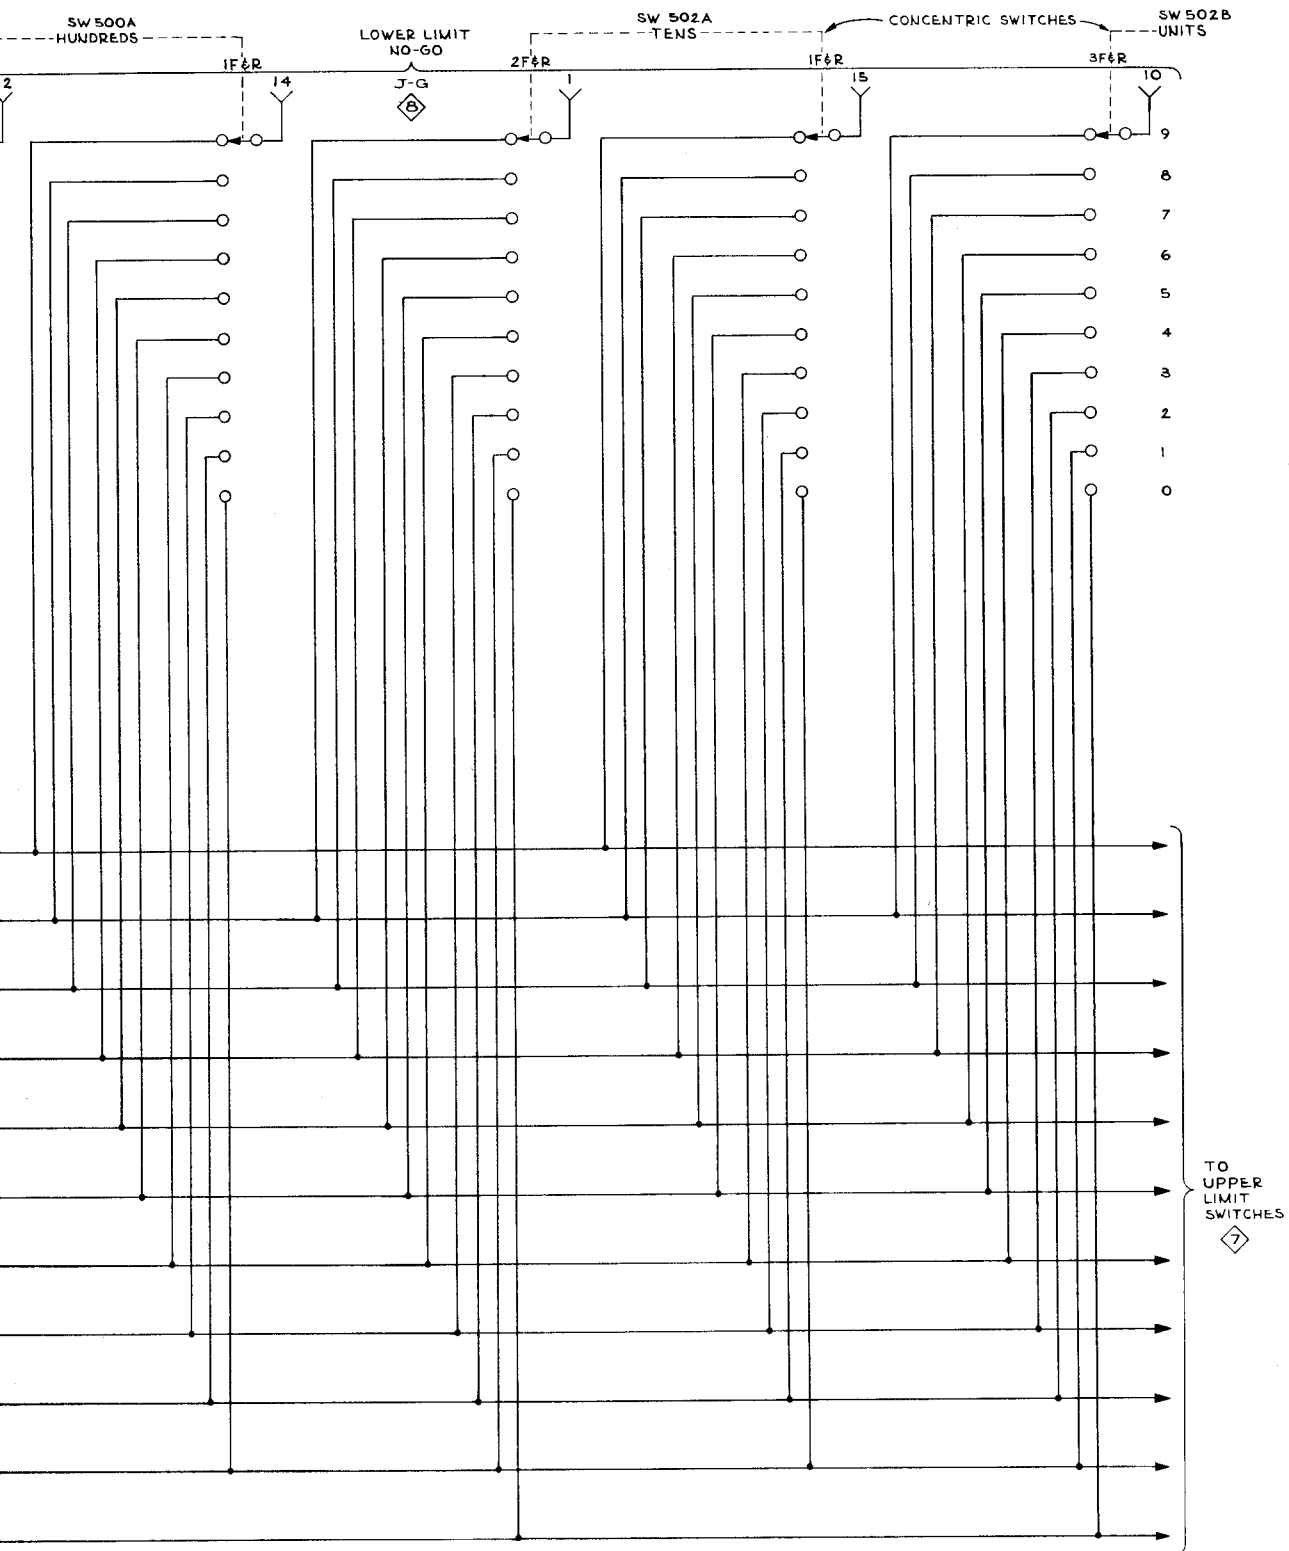 SW 500A
HUNDREDS
LOWER LIMIT
NO-GO
J-G
8
SW 502A
TENS
CONCENTRIC SWITCHES
SW 502B
UNITS
1F&R
2F&R
1F&R
3F&R
2
14
1
15
10
9
8
7
6
5
4
3
2
1
0
TO
UPPER
LIMIT
SWITCHES
7